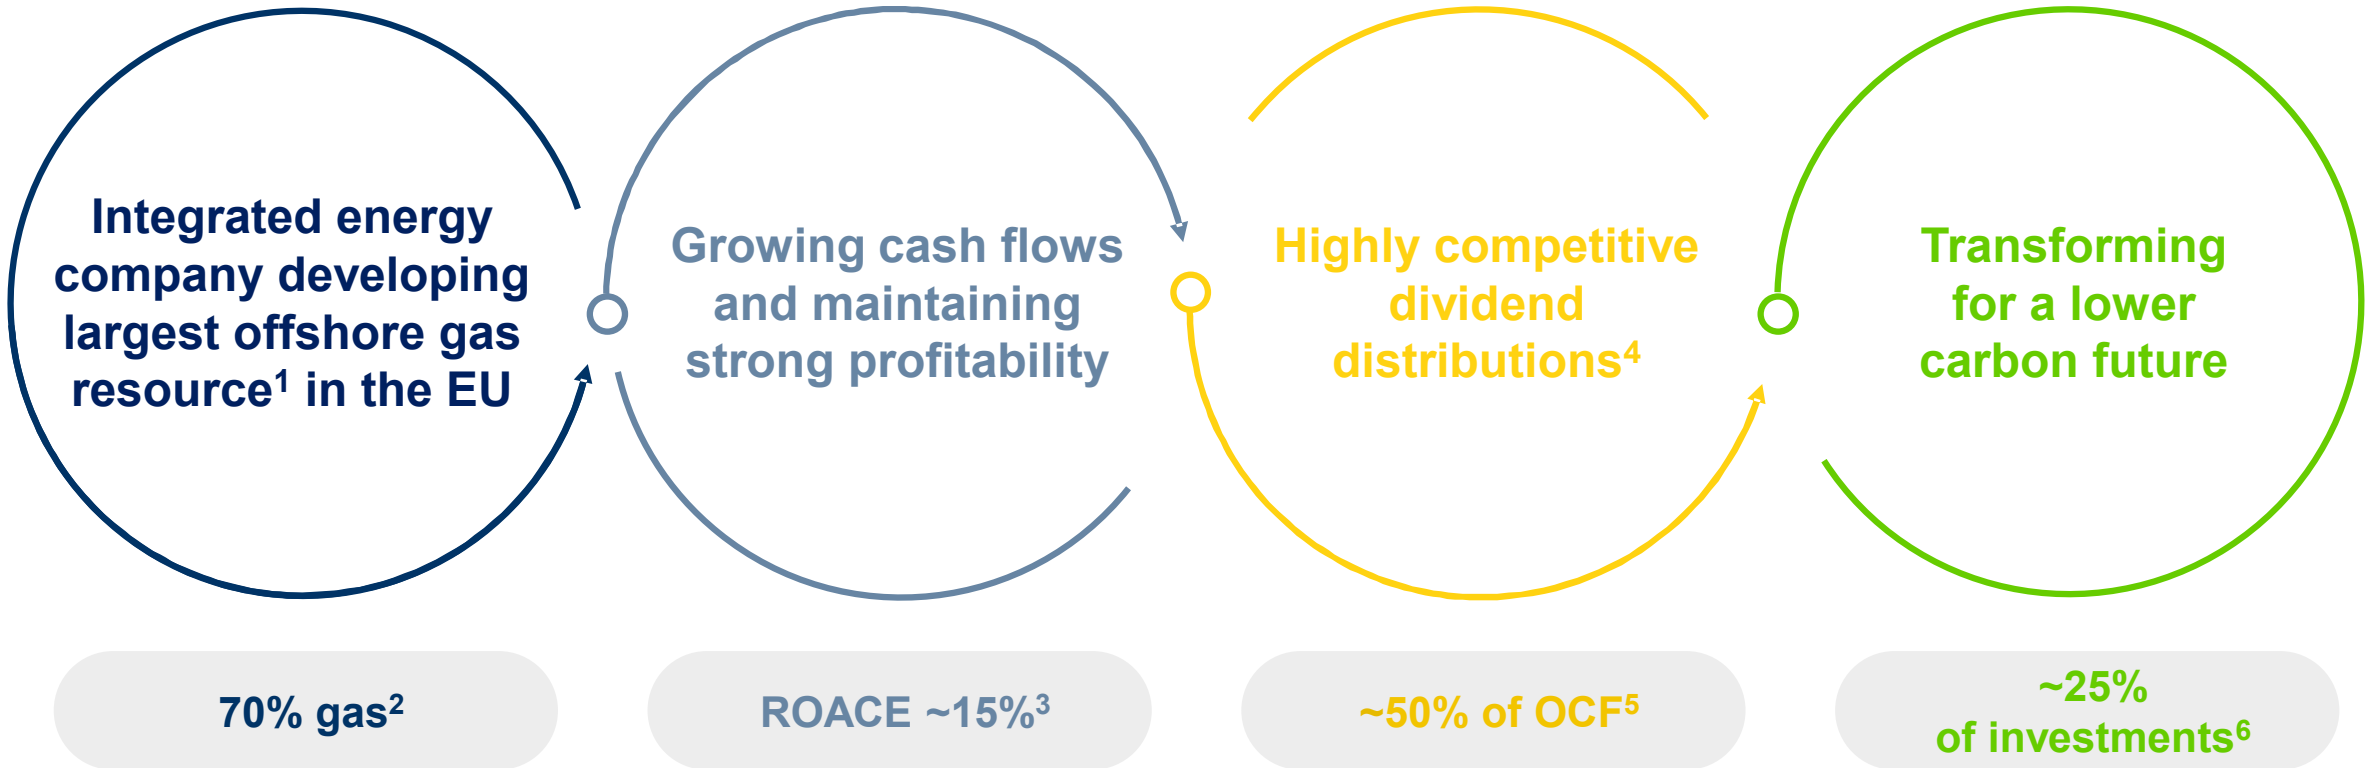 Integrated energy
company developing
largest offshore gas
resource¹ in the EU
Growing cash flows
and maintaining
strong profitability
Highly competitive
dividend
distributions⁴
Transforming
for a lower
carbon future
70% gas²
ROACE ~15%³
~50% of OCF⁵
~25%
of investments⁶